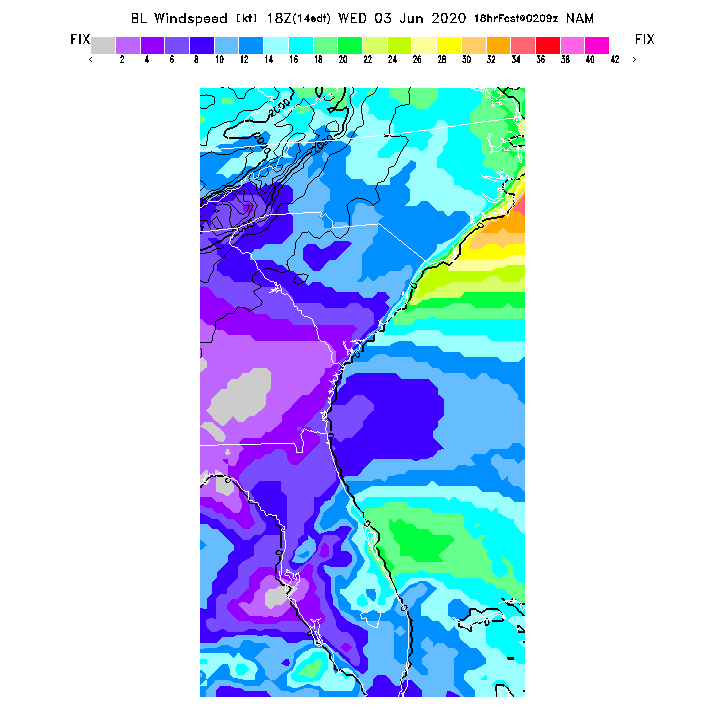 BL Windspeed [kt] 18Z(14edt) WED 03 Jun 2020 18hrFcst@0209z NAM
FIX FIX
< 2 4 6 8 10 12 14 16 18 20 22 24 26 28 30 32 34 36 38 40 42 >
2000